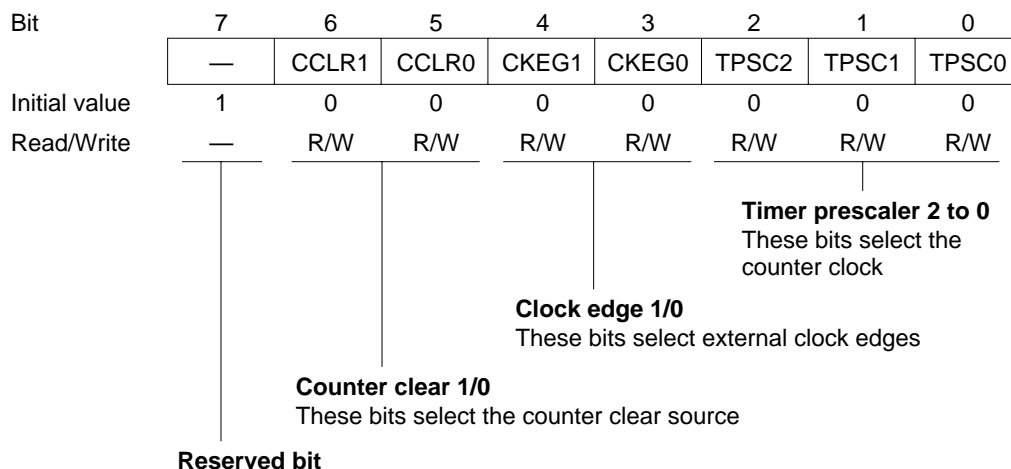 Bit 7 6 5 4 3 2 1 0
— CCLR1 CCLR0 CKEG1 CKEG0 TPSC2 TPSC1 TPSC0
Initial value 1 0 0 0 0 0 0 0
Read/Write — R/W R/W R/W R/W R/W R/W R/W
Timer prescaler 2 to 0
These bits select the
counter clock
Clock edge 1/0
These bits select external clock edges
Counter clear 1/0
These bits select the counter clear source
Reserved bit